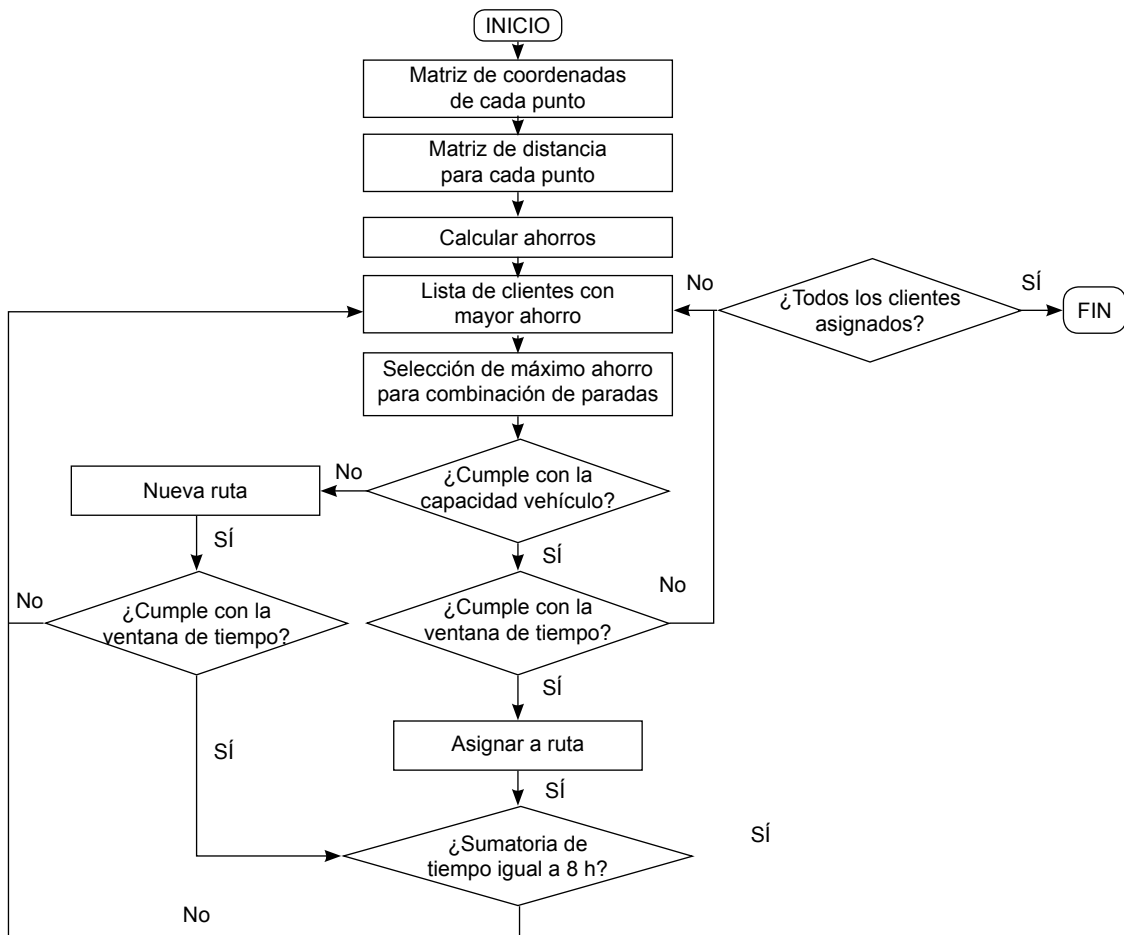 INICIO
Matriz de coordenadas
de cada punto
Matriz de distancia
para cada punto
Calcular ahorros
Lista de clientes con
mayor ahorro
No
¿Todos los clientes
asignados?
SÍ
FIN
Selección de máximo ahorro
para combinación de paradas
¿Cumple con la
capacidad vehículo?
No
Nueva ruta
SÍ
SÍ
No
¿Cumple con la
ventana de tiempo?
¿Cumple con la
ventana de tiempo?
No
SÍ
SÍ
Asignar a ruta
SÍ
¿Sumatoria de
tiempo igual a 8 h?
SÍ
No